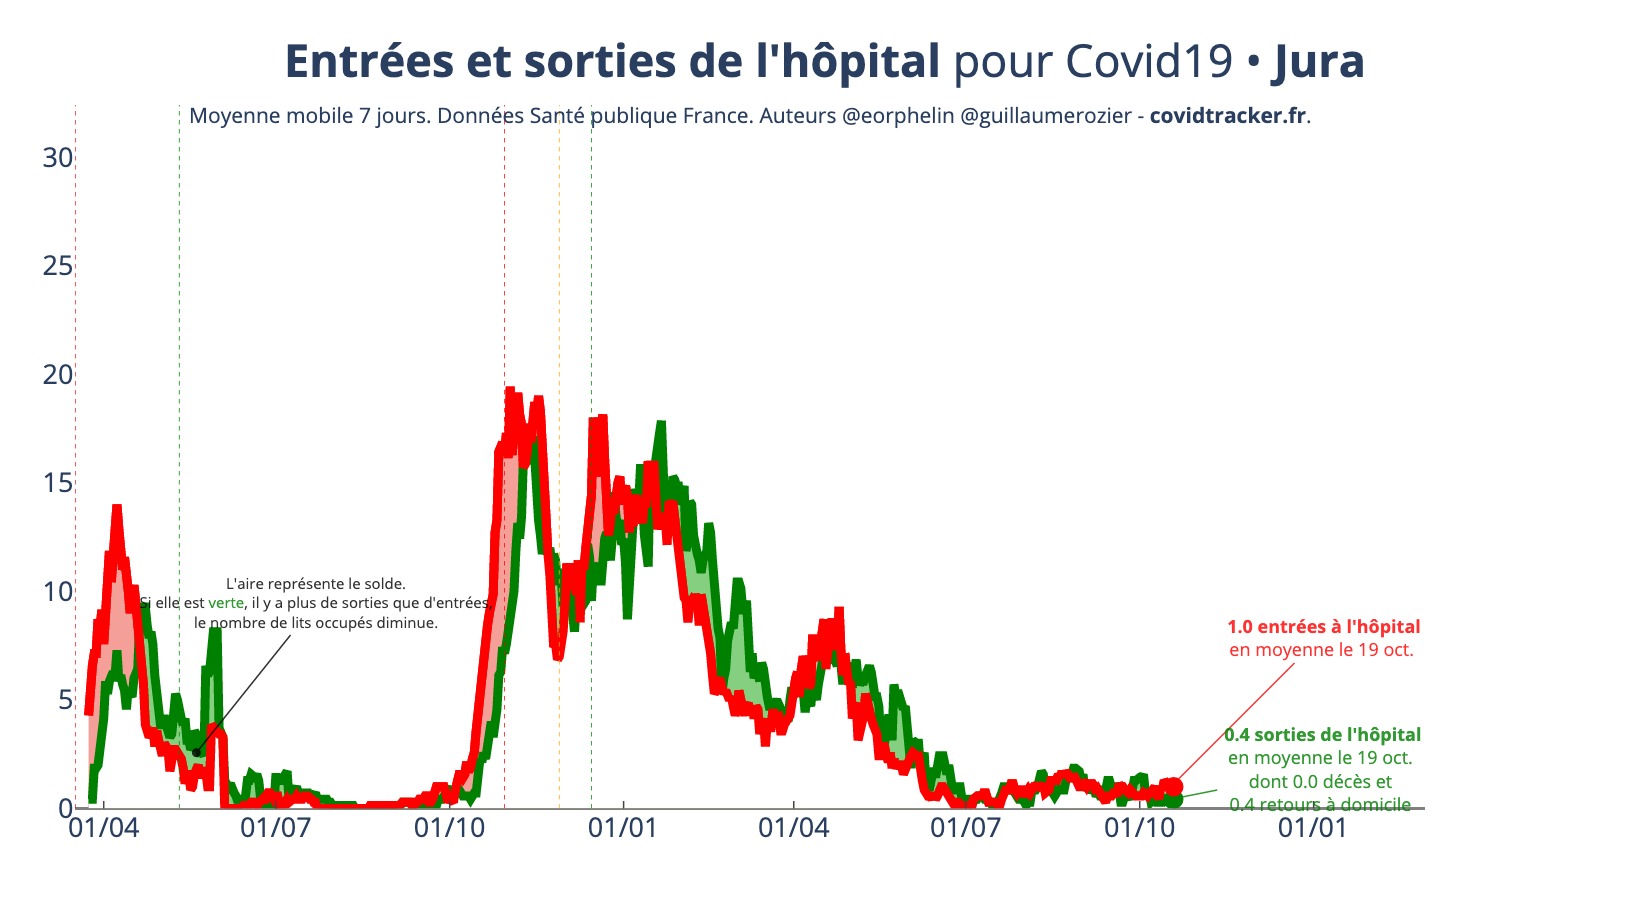 Entrées et sorties de l'hôpital pour Covid19 • Jura
Moyenne mobile 7 jours. Données Santé publique France. Auteurs @eorphelin @guillaumerozier - covidtracker.fr.
30
25
20
15
10
5
0
L'aire représente le solde.
Si elle est verte, il y a plus de sorties que d'entrées,
le nombre de lits occupés diminue.
1.0 entrées à l'hôpital
en moyenne le 19 oct.
0.4 sorties de l'hôpital
en moyenne le 19 oct.
dont 0.0 décès et
0.4 retours à domicile
01/04 01/07 01/10 01/01 01/04 01/07 01/10 01/01